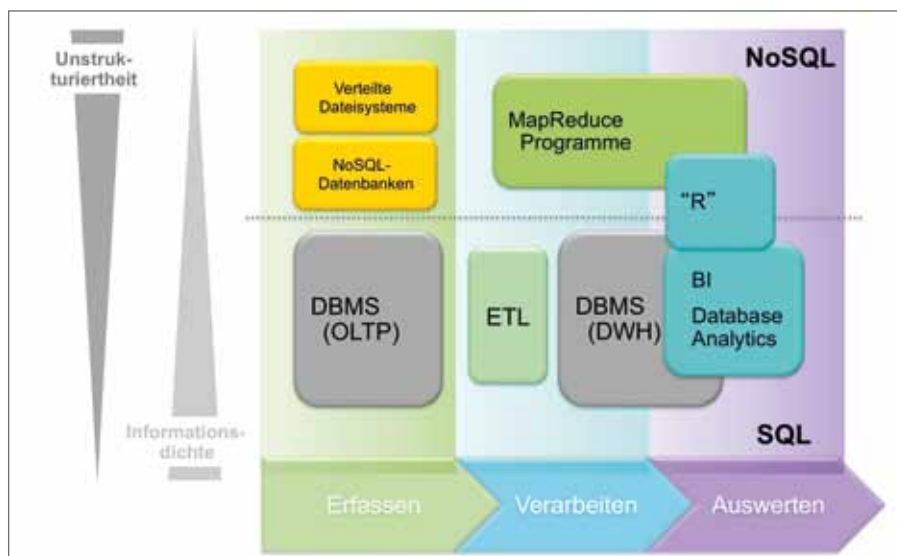 Unstruk-
turiertheit
NoSQL
Verteilte
Dateisysteme
MapReduce
Programme
NoSQL-
Datenbanken
"R"
DBMS
(OLTP)
ETL
DBMS
(DWH)
BI
Database
Analytics
Informations-
dichte
SQL
Erfassen
Verarbeiten
Auswerten